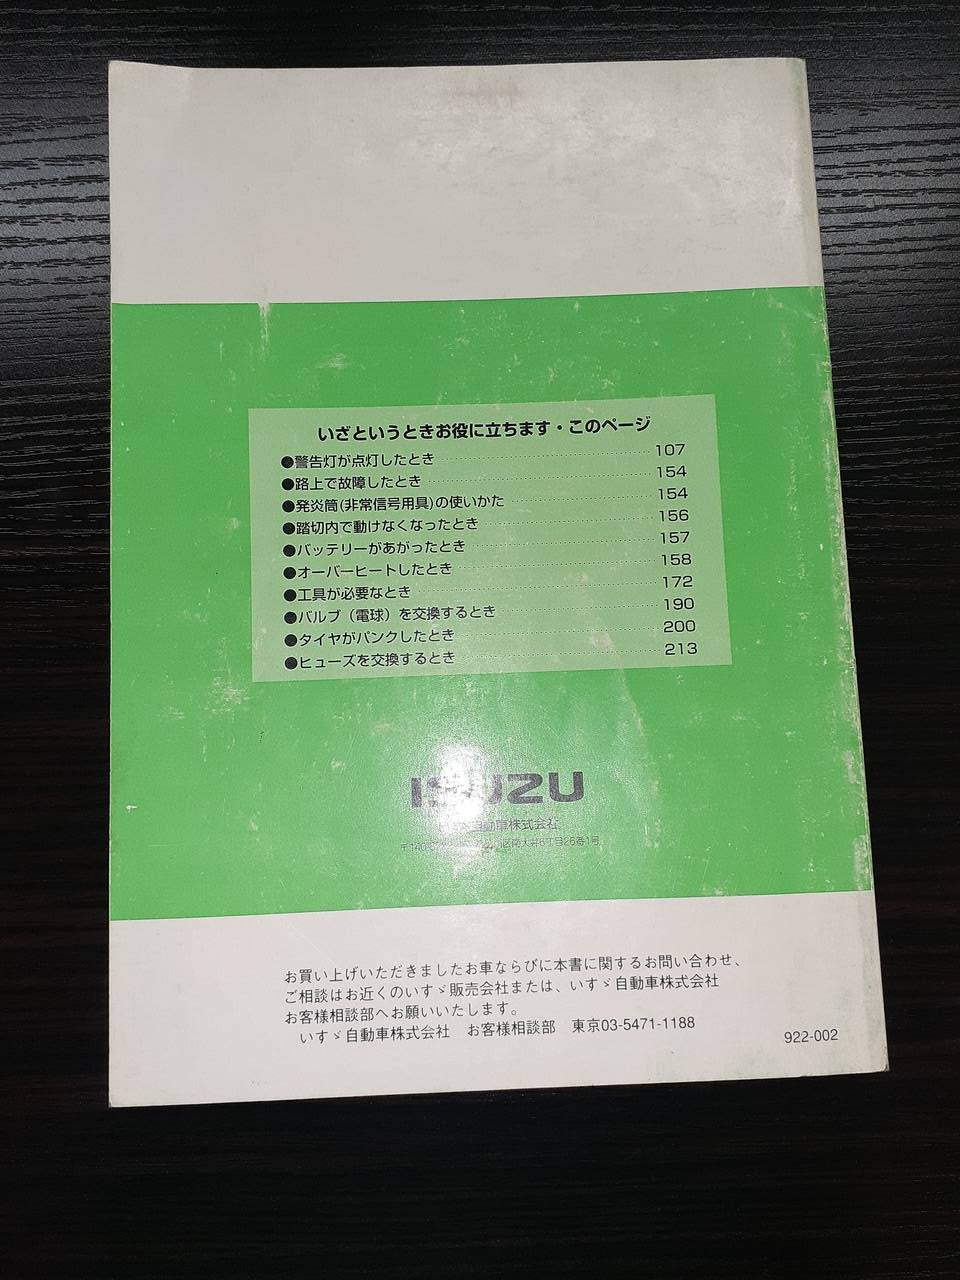 いざというときお役に立ちます・このページ
●警告灯が点灯したとき 107
●路上で故障したとき 154
●発炎筒(非常信号用具)の使いかた 154
●踏切内で動けなくなったとき 156
●バッテリーがあがったとき 157
●オーバーヒートしたとき 158
●工具が必要なとき 172
●バルブ（電球）を交換するとき 190
●タイヤがパンクしたとき 200
●ヒューズを交換するとき 213
ISUZU
自動車株式会社
区南大井6丁目26番1号
お買い上げいただきましたお車ならびに本書に関するお問い合わせ、
ご相談はお近くのいすゞ販売会社または、いすゞ自動車株式会社
お客様相談部へお願いいたします。
いすゞ自動車株式会社 お客様相談部 東京03-5471-1188
922-002